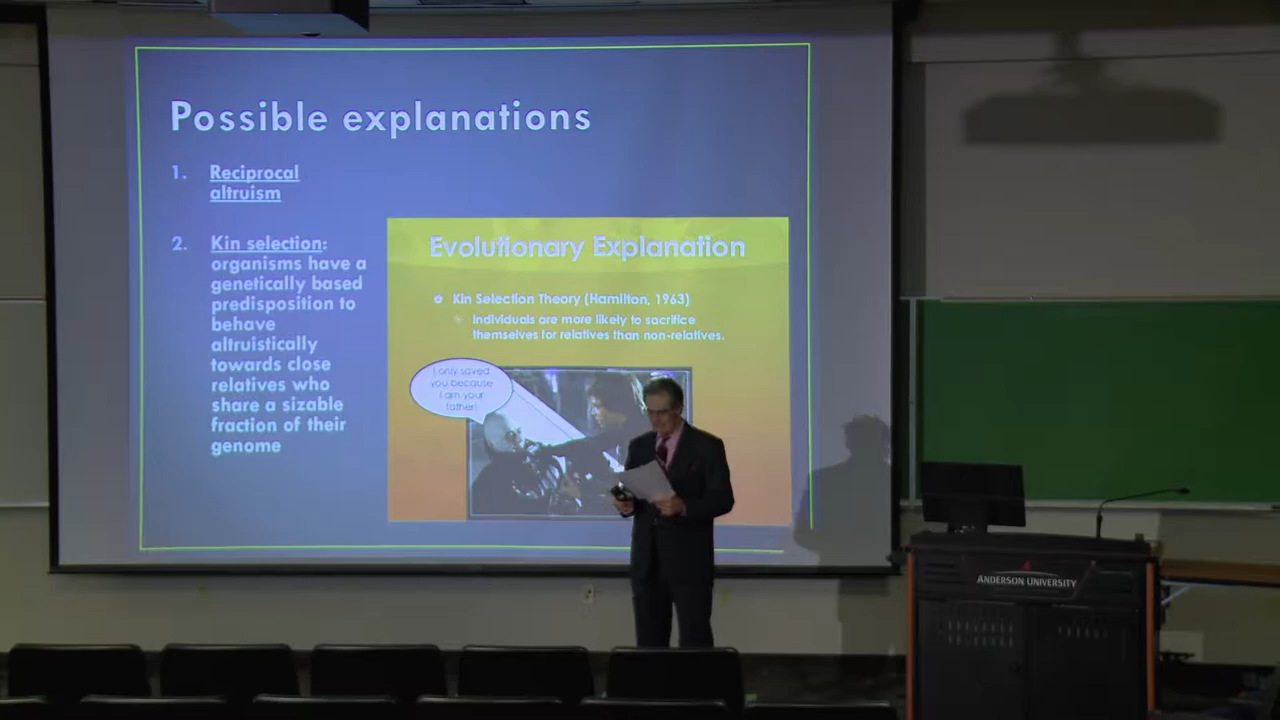 Possible explanations
1. Reciprocal
altruism
2. Kin selection:
organisms have a
genetically based
predisposition to
behave
altruistically
towards close
relatives who
share a sizable
fraction of their
genome
Evolutionary Explanation
Kin Selection Theory (Hamilton, 1963)
Individuals are more likely to sacrifice
themselves for relatives than non-relatives.
I only saved
you because
I am your
father!
ANDERSON UNIVERSITY